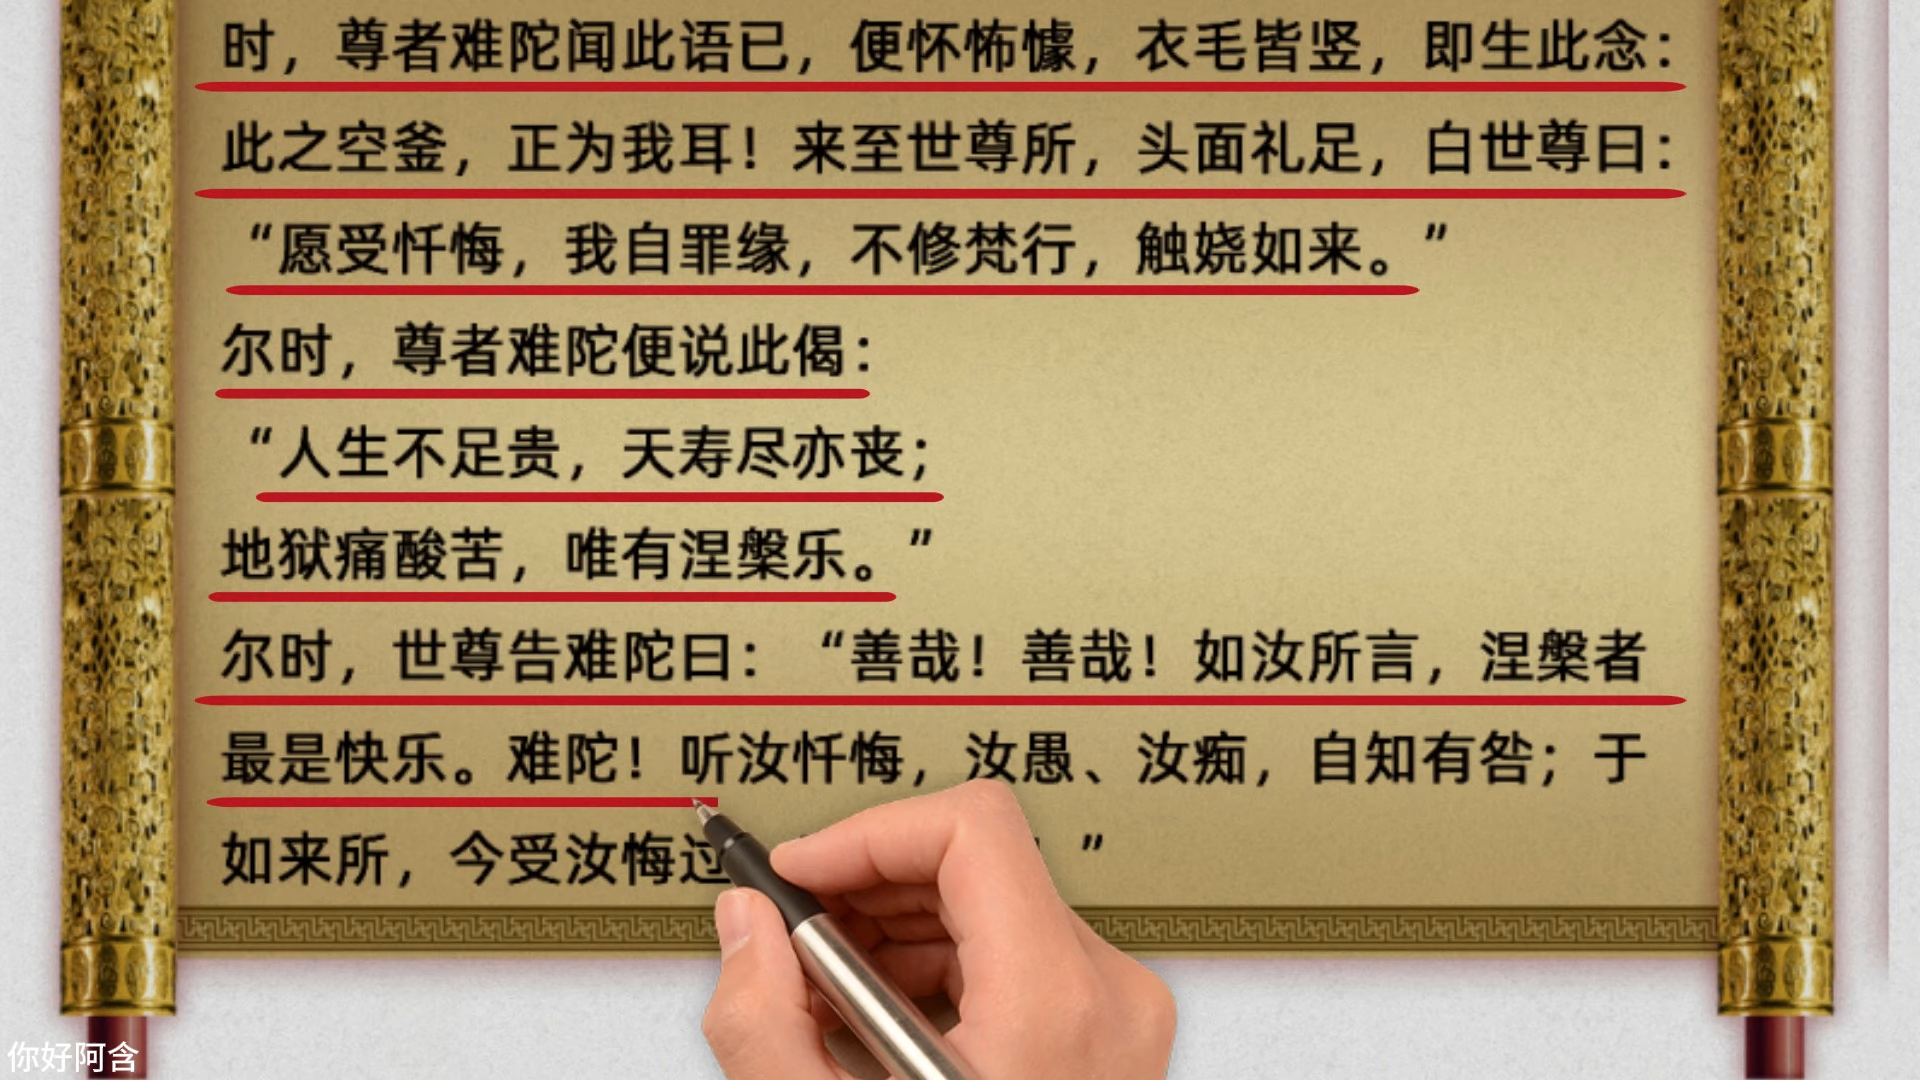 时，尊者难陀闻此语已，便怀怖懅，衣毛皆竖，即生此念：
此之空釜，正为我耳！来至世尊所，头面礼足，白世尊曰：
“愿受忏悔，我自罪缘，不修梵行，触娆如来。”
尔时，尊者难陀便说此偈：
“人生不足贵，天寿尽亦丧；
地狱痛酸苦，唯有涅槃乐。”
尔时，世尊告难陀曰：“善哉！善哉！如汝所言，涅槃者
最是快乐。难陀！听汝忏悔，汝愚、汝痴，自知有咎；于
如来所，今受汝悔过”
你好阿含